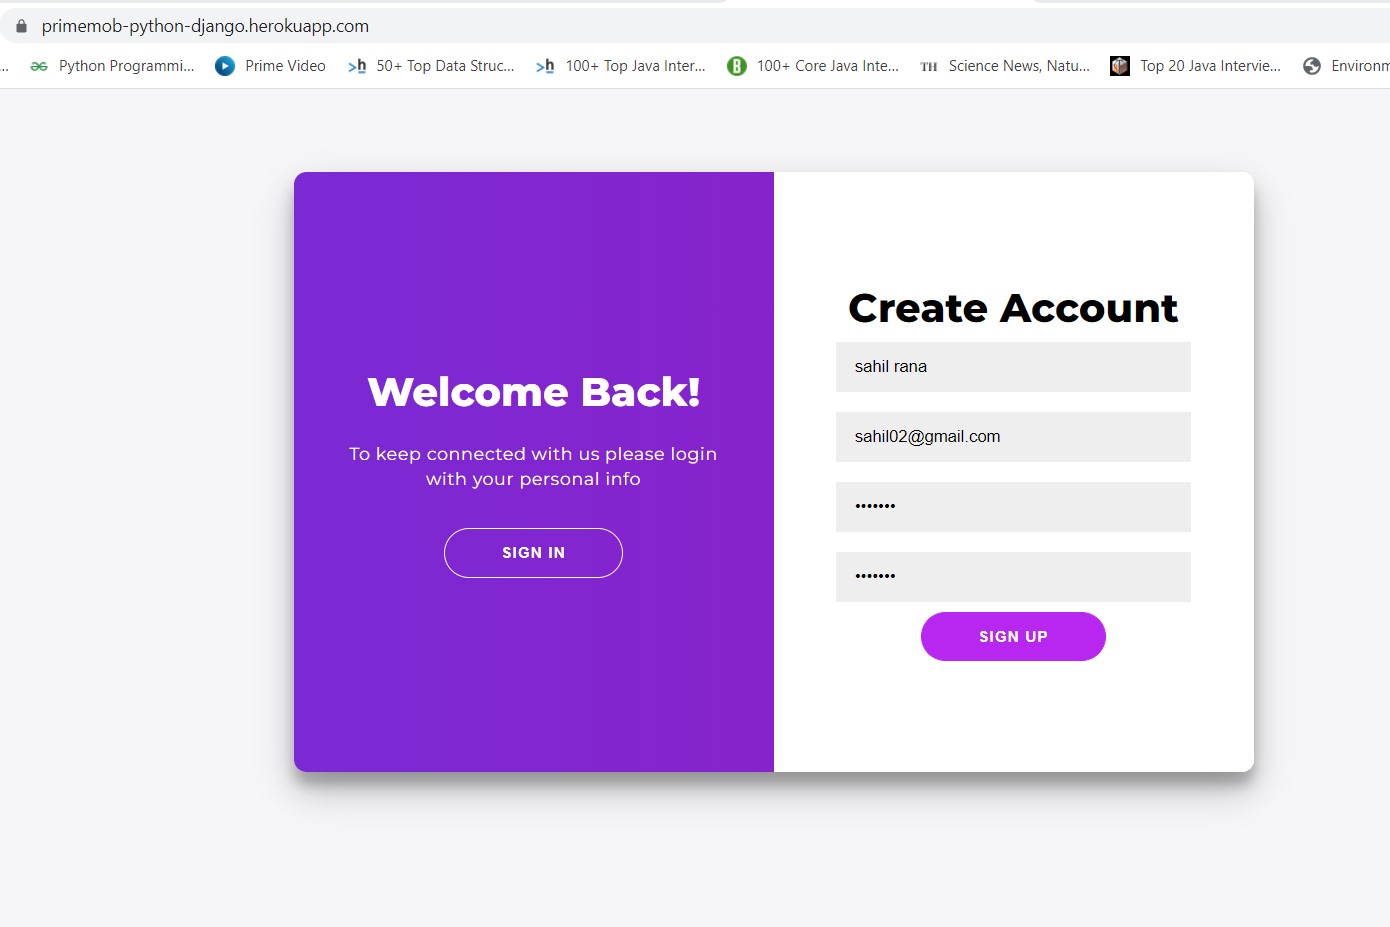 primemob-python-django.herokuapp.com
... Python Programmi... Prime Video 50+ Top Data Struc... 100+ Top Java Inter... 100+ Core Java Inte... TH Science News, Natu... Top 20 Java Intervie... Environm
Welcome Back!
To keep connected with us please login
with your personal info
SIGN IN
Create Account
sahil rana
sahil02@gmail.com
•••••••
•••••••
SIGN UP